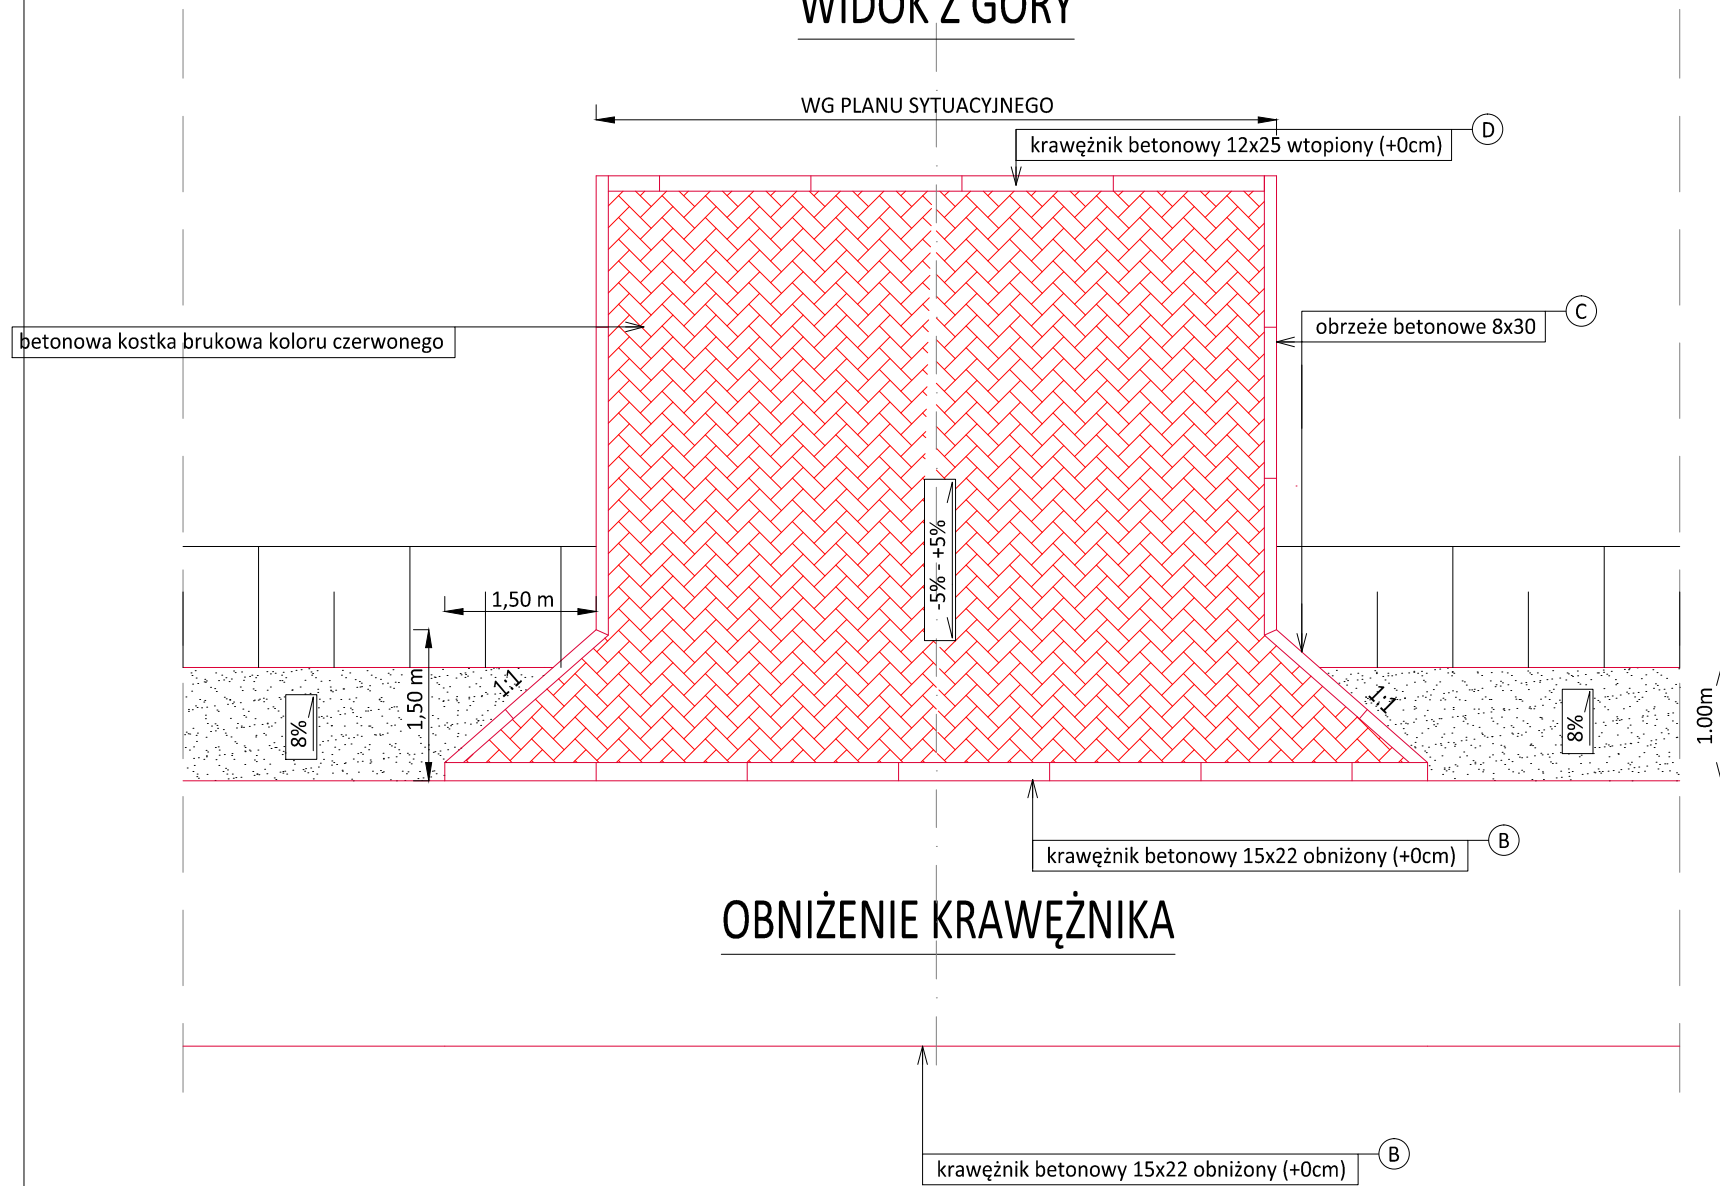 WIDOK Z GÓRY
WG PLANU SYTUACYJNEGO
krawężnik betonowy 12x25 wtopiony (+0cm)
D
betonowa kostka brukowa koloru czerwonego
obrzeże betonowe 8x30
C
-5% - +5%
1,50 m
1,50 m
1:1
1:1
8%
8%
1.00m
krawężnik betonowy 15x22 obniżony (+0cm)
B
OBNIŻENIE KRAWĘŻNIKA
krawężnik betonowy 15x22 obniżony (+0cm)
B